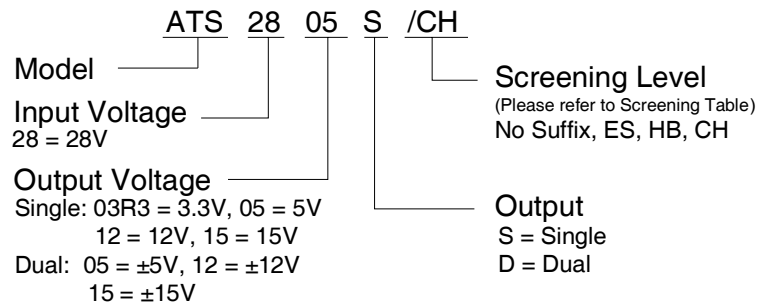 ATS 28 05 S /CH
Model
Input Voltage
28 = 28V
Output Voltage
Single: 03R3 = 3.3V, 05 = 5V
12 = 12V, 15 = 15V
Dual: 05 = ±5V, 12 = ±12V
15 = ±15V
Screening Level
(Please refer to Screening Table)
No Suffix, ES, HB, CH
Output
S = Single
D = Dual